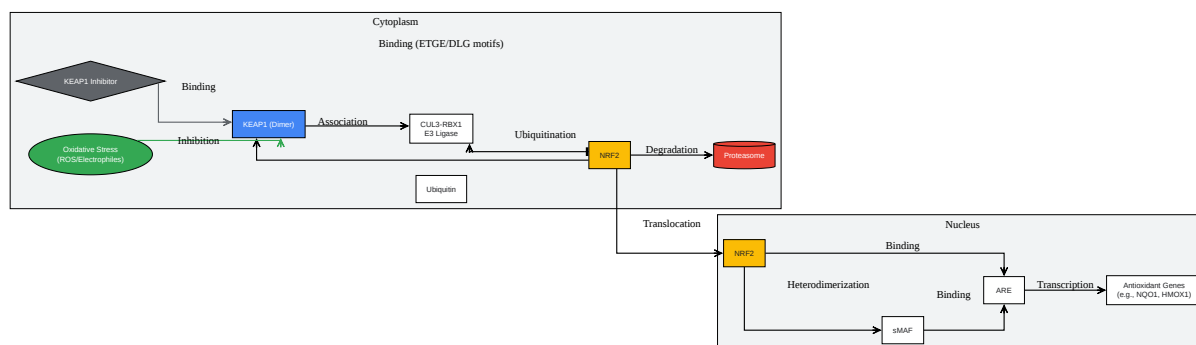 Cytoplasm
Binding (ETGE/DLG motifs)
KEAP1 Inhibitor
Binding
KEAP1 (Dimer)
Association
CUL3-RBX1
E3 Ligase
Ubiquitination
Inhibition
Oxidative Stress
(ROS/Electrophiles)
NRF2
Degradation
Proteasome
Ubiquitin
Translocation
Nucleus
NRF2
Binding
Heterodimerization
Binding
ARE
Transcription
Antioxidant Genes
(e.g., NQO1, HMOX1)
sMAF